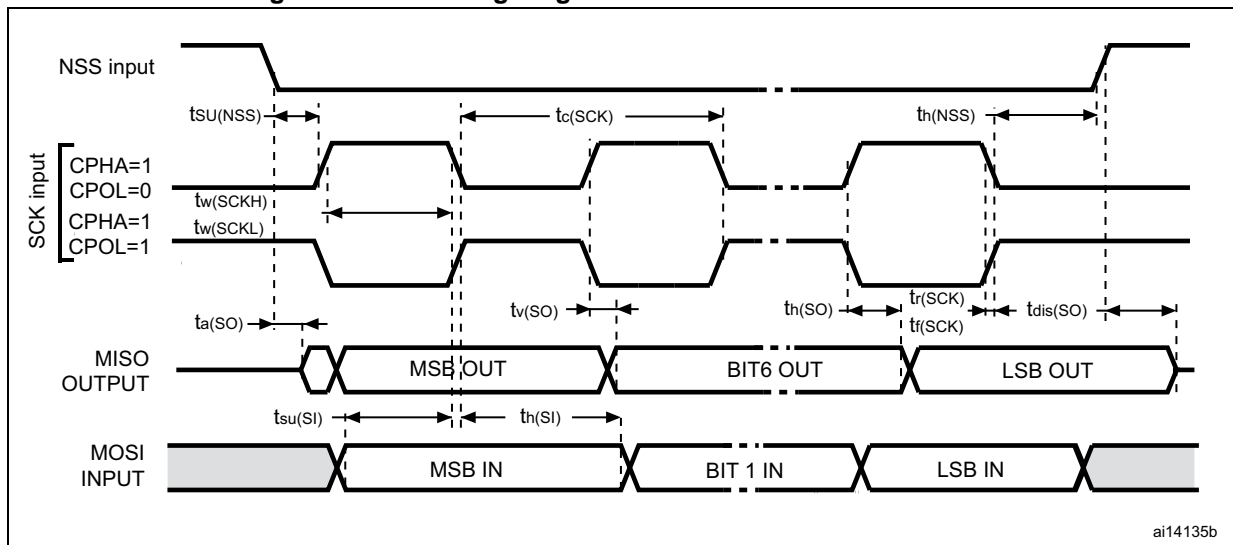 NSS input
tSU(NSS)
tc(SCK)
th(NSS)
SCK input
CPHA=1
CPOL=0
tw(SCKH)
CPHA=1
tw(SCKL)
CPOL=1
ta(SO)
tv(SO)
th(SO)
tr(SCK)
tf(SCK)
tdis(SO)
MISO
OUTPUT
MSB OUT
BIT6 OUT
LSB OUT
tsu(SI)
th(SI)
MOSI
INPUT
MSB IN
BIT 1 IN
LSB IN
ai14135b